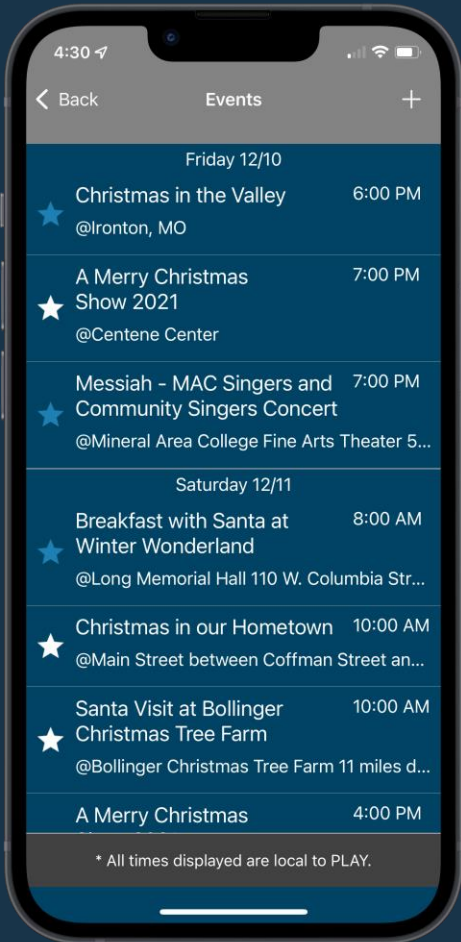 4:30
Back
Events
+
Friday 12/10
Christmas in the Valley
6:00 PM
@Ironton, MO
A Merry Christmas
7:00 PM
Show 2021
@Centene Center
Messiah - MAC Singers and
7:00 PM
Community Singers Concert
@Mineral Area College Fine Arts Theater 5...
Saturday 12/11
Breakfast with Santa at
8:00 AM
Winter Wonderland
@Long Memorial Hall 110 W. Columbia Str...
Christmas in our Hometown
10:00 AM
@Main Street between Coffman Street an...
Santa Visit at Bollinger
10:00 AM
Christmas Tree Farm
@Bollinger Christmas Tree Farm 11 miles d...
A Merry Christmas
4:00 PM
* All times displayed are local to PLAY.